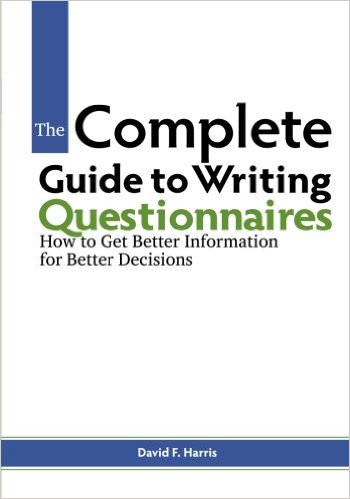 The Complete
Guide to Writing
Questionnaires
How to Get Better Information
for Better Decisions
David F. Harris